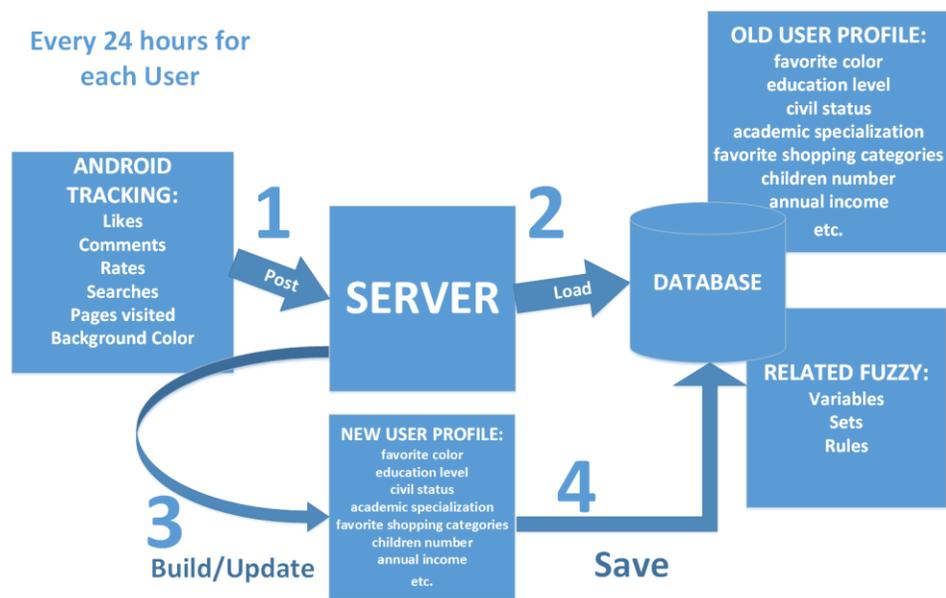 Every 24 hours for
each User
ANDROID
TRACKING:
Likes
Comments
Rates
Searches
Pages visited
Background Color
1
Post
SERVER
2
Load
DATABASE
OLD USER PROFILE:
favorite color
education level
civil status
academic specialization
favorite shopping categories
children number
annual income
etc.
RELATED FUZZY:
Variables
Sets
Rules
3
Build/Update
NEW USER PROFILE:
favorite color
education level
civil status
academic specialization
favorite shopping categories
children number
annual income
etc.
4
Save